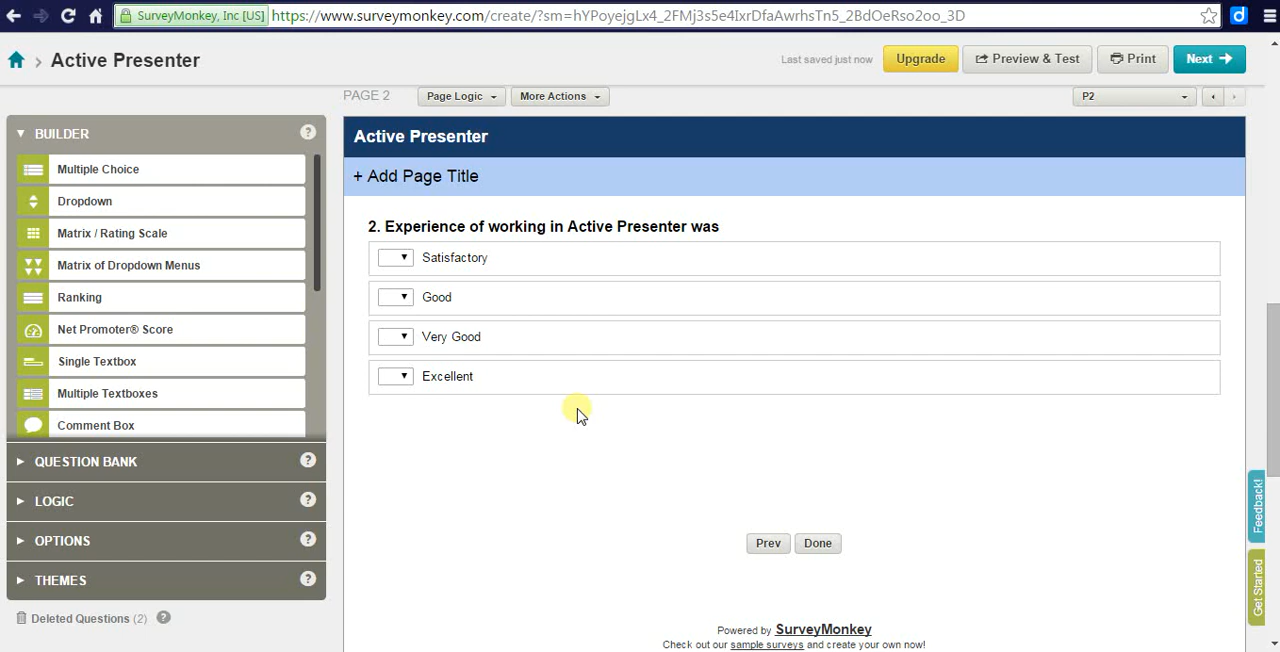 SurveyMonkey, Inc [US] https://www.surveymonkey.com/create/?sm=hYPoyejgLx4_2FMj3s5e4IxrDfaAwrhsTn5_2BdOeRso2oo_3D
d
> Active Presenter
Last saved just now
Upgrade
Preview & Test
Print
Next
PAGE 2
Page Logic
More Actions
P2
BUILDER
?
Multiple Choice
Dropdown
Matrix / Rating Scale
Matrix of Dropdown Menus
Ranking
Net Promoter® Score
Single Textbox
Multiple Textboxes
Comment Box
QUESTION BANK
?
LOGIC
?
OPTIONS
?
THEMES
?
Deleted Questions (2)
?
Active Presenter
+ Add Page Title
2. Experience of working in Active Presenter was
Satisfactory
Good
Very Good
Excellent
Prev
Done
Powered by SurveyMonkey
Check out our sample surveys and create your own now!
Feedback!
Get Started